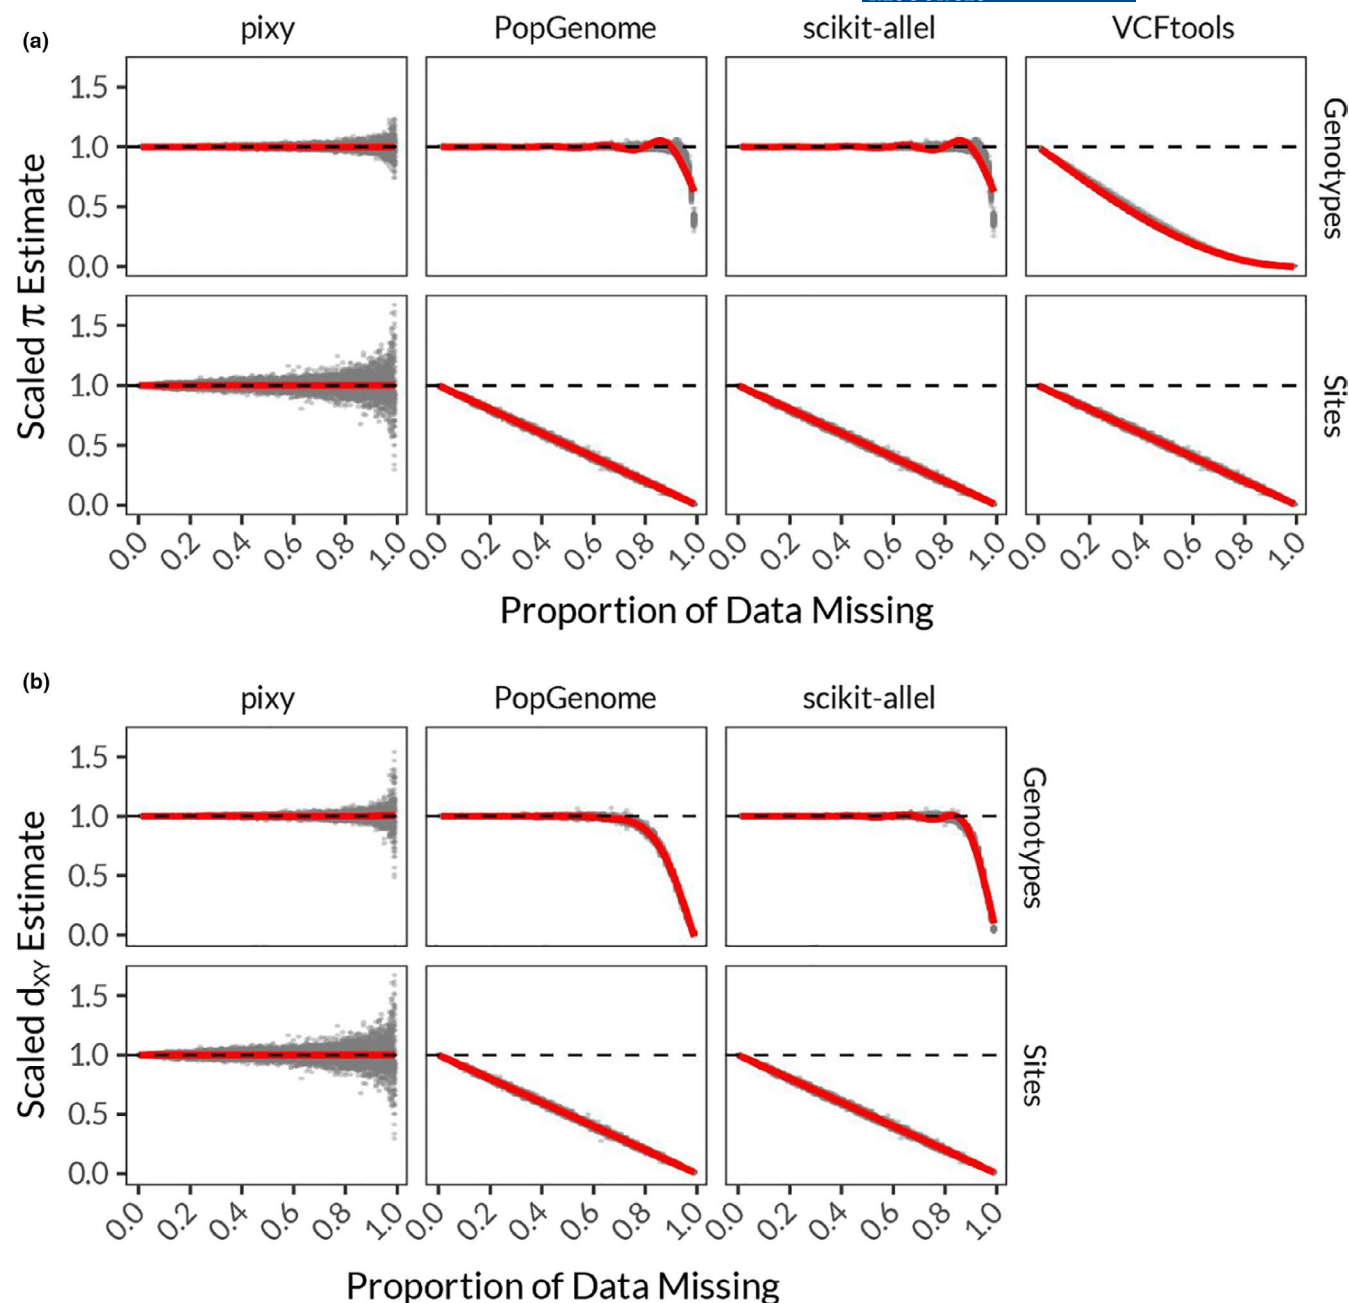 (a)
pixy PopGenome scikit-allel VCFtools
Scaled π Estimate
1.5
1.0
0.5
0.0
Genotypes
1.5
1.0
0.5
0.0
Sites
0.0 0.2 0.4 0.6 0.8 1.0 0.0 0.2 0.4 0.6 0.8 1.0 0.0 0.2 0.4 0.6 0.8 1.0 0.0 0.2 0.4 0.6 0.8 1.0
Proportion of Data Missing
(b)
pixy PopGenome scikit-allel
Scaled dXY Estimate
1.5
1.0
0.5
0.0
Genotypes
1.5
1.0
0.5
0.0
Sites
0.0 0.2 0.4 0.6 0.8 1.0 0.0 0.2 0.4 0.6 0.8 1.0 0.0 0.2 0.4 0.6 0.8 1.0
Proportion of Data Missing